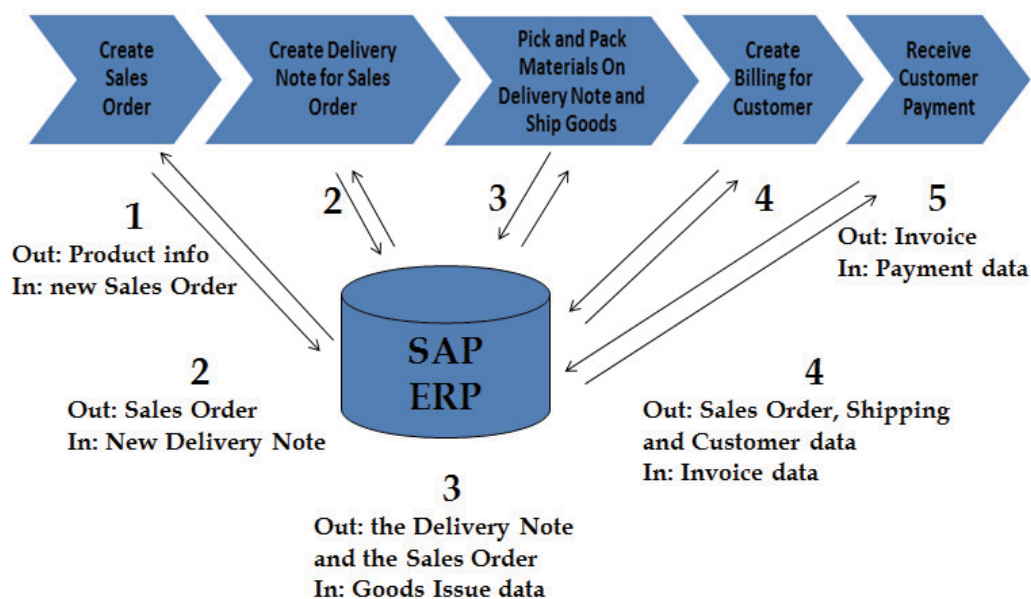 Create
Sales
Order
Create Delivery
Note for Sales
Order
Pick and Pack
Materials On
Delivery Note and
Ship Goods
Create
Billing for
Customer
Receive
Customer
Payment
1
Out: Product info
In: new Sales Order
2
3
4
5
Out: Invoice
In: Payment data
SAP
ERP
2
Out: Sales Order
In: New Delivery Note
4
Out: Sales Order, Shipping
and Customer data
In: Invoice data
3
Out: the Delivery Note
and the Sales Order
In: Goods Issue data